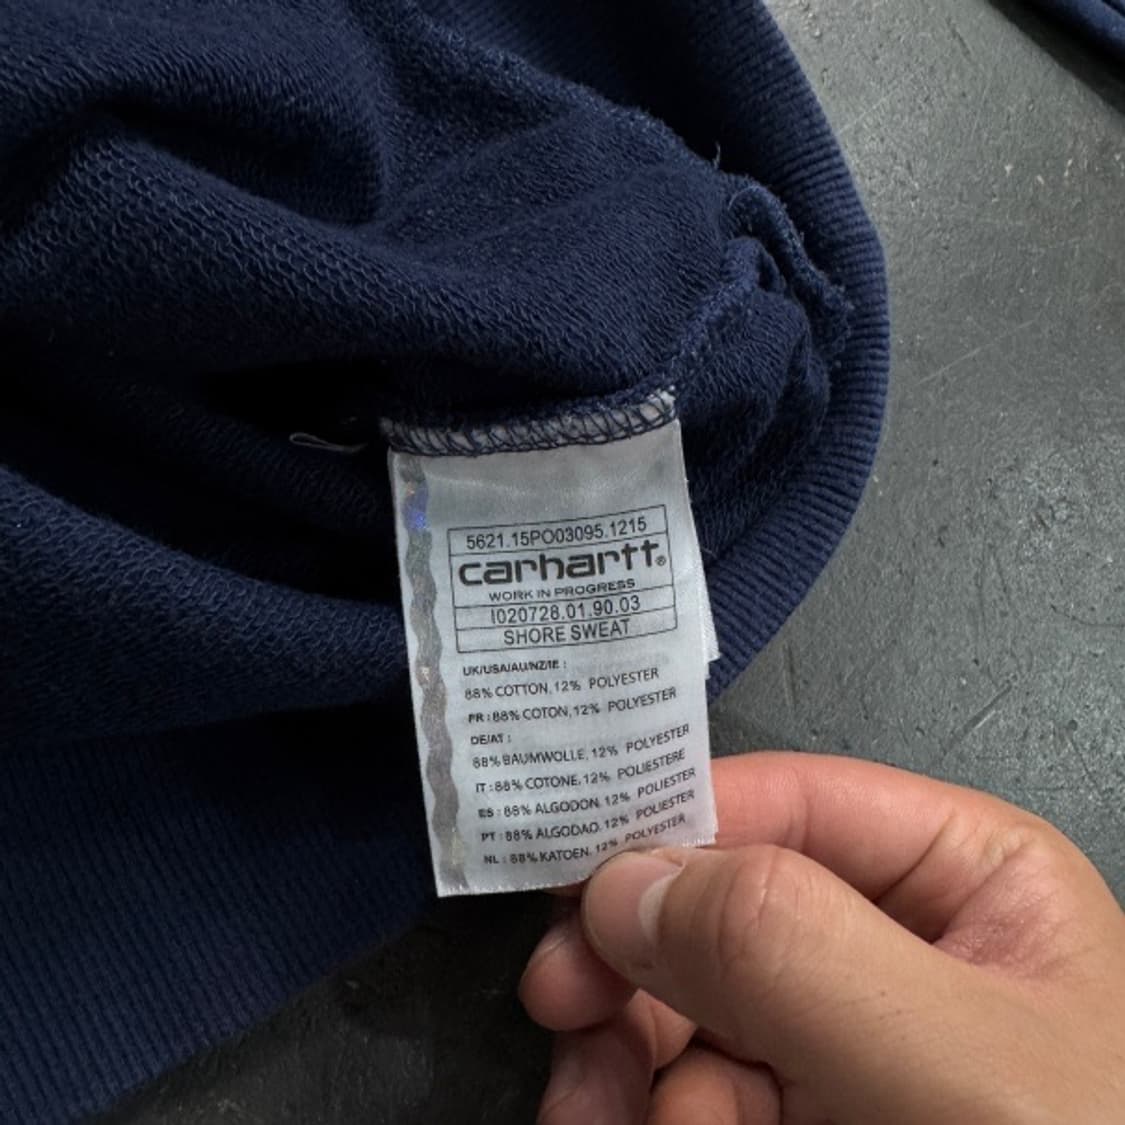 5621.15PO03095.1215
carhartt®
WORK IN PROGRESS
I020728.01.90.03
SHORE SWEAT
UK/USA/AU/NZ/IE :
88% COTTON, 12% POLYESTER
FR : 88% COTON, 12% POLYESTER
DE/AT :
88% BAUMWOLLE, 12% POLYESTER
IT : 88% COTONE, 12% POLIESTERE
ES : 88% ALGODON, 12% POLIESTER
PT : 88% ALGODAO, 12% POLIESTER
NL : 88% KATOEN, 12% POLYESTER